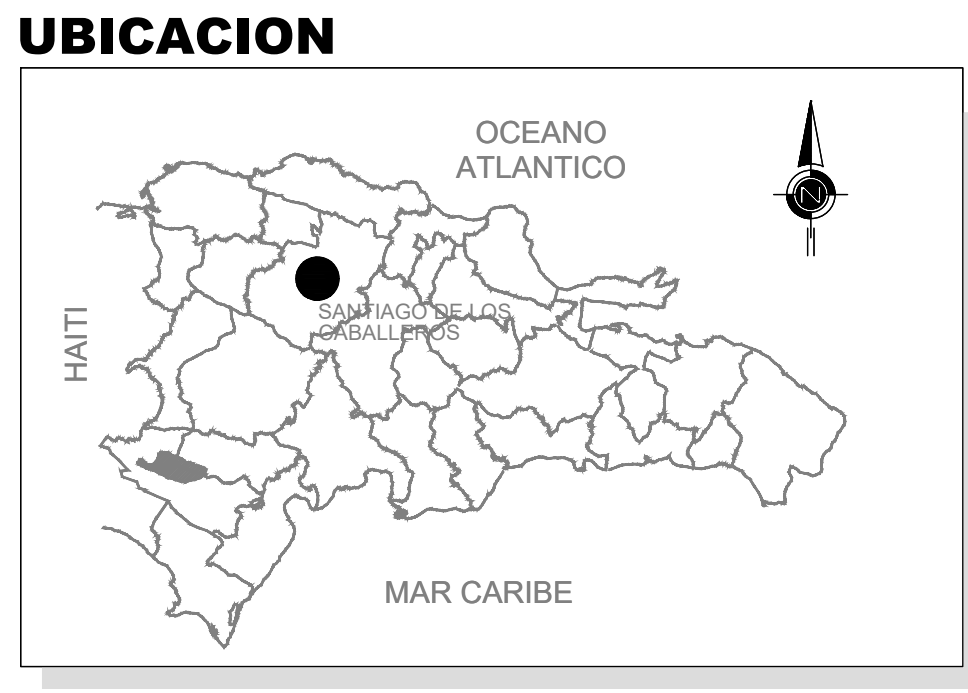 UBICACION
OCEANO
ATLANTICO
N
SANTIAGO DE LOS
CABALLEROS
HAITI
MAR CARIBE